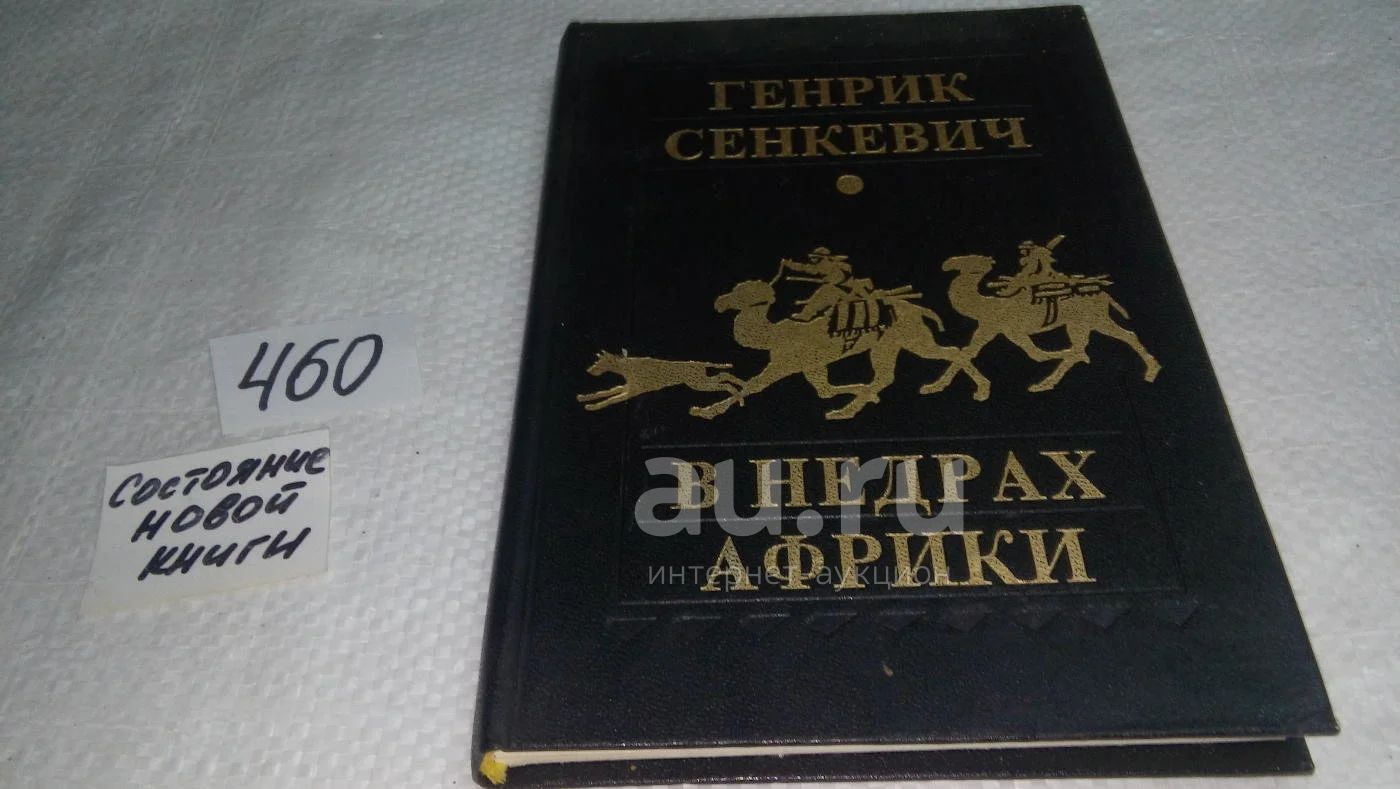 ГЕНРИК
СЕНКЕВИЧ
В НЕДРАХ
АФРИКИ
460
Состояние
новой
книги
au.ru
интернет-аукцион